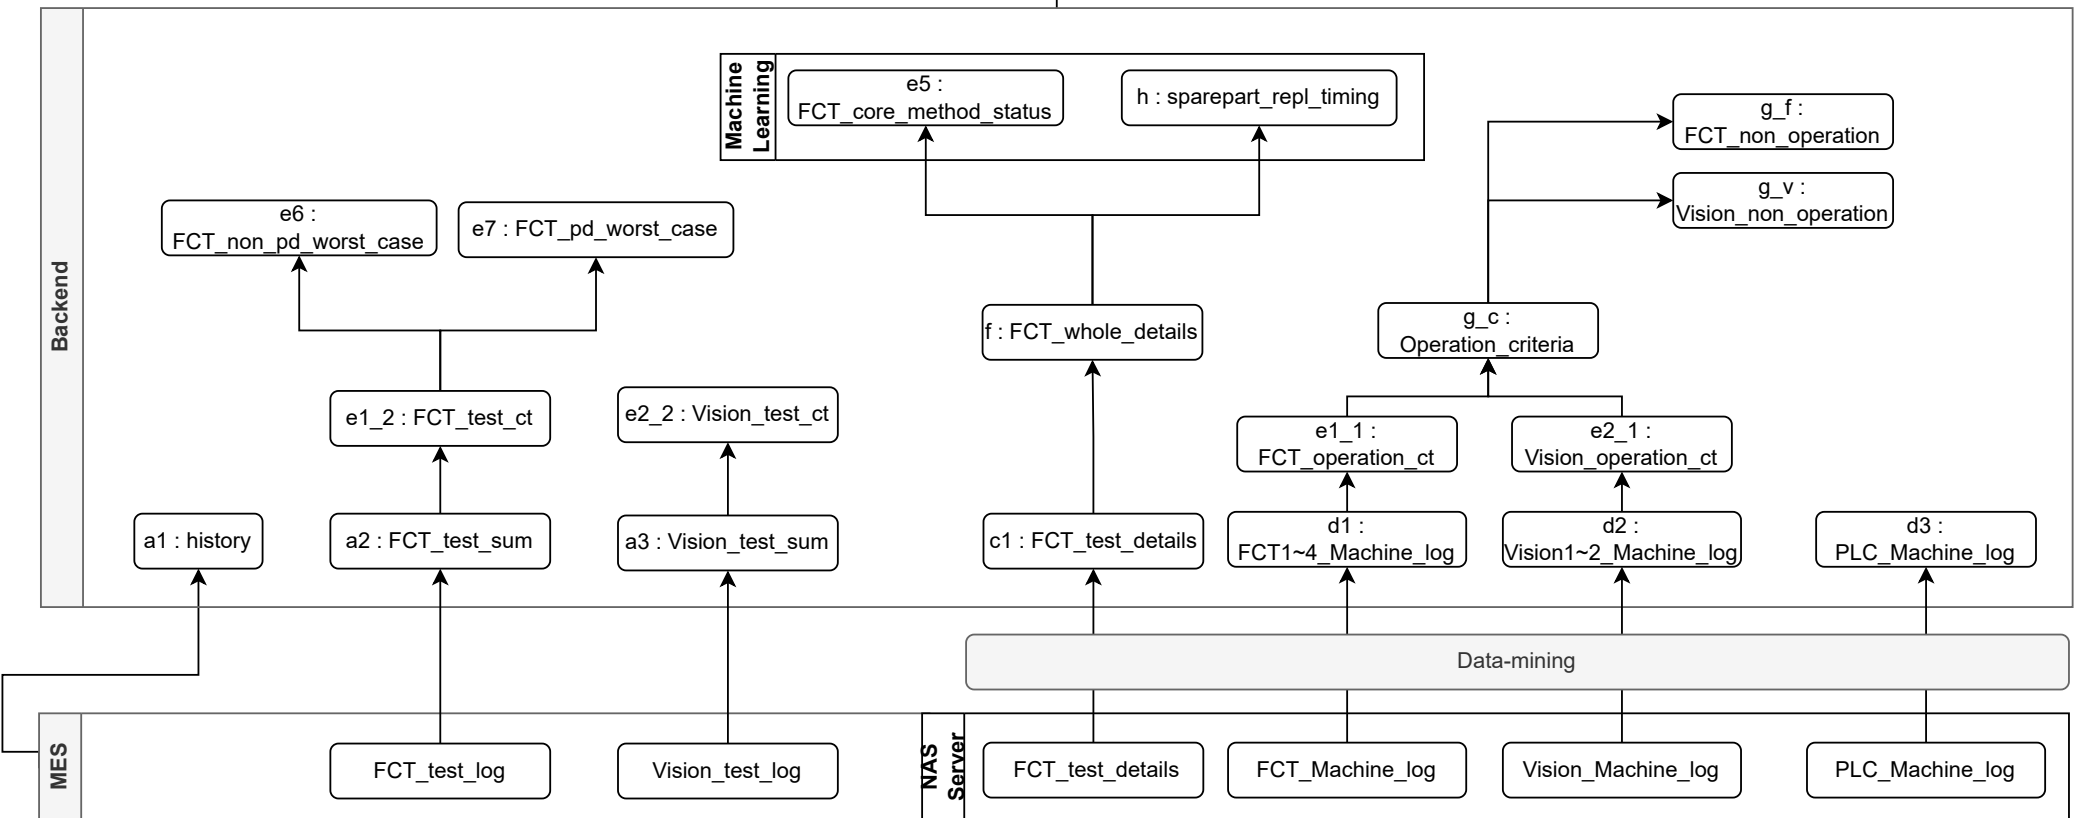 Backend
Machine
Learning
e5 :
FCT_core_method_status
h : sparepart_repl_timing
g_f :
FCT_non_operation
g_v :
Vision_non_operation
e6 :
FCT_non_pd_worst_case
e7 : FCT_pd_worst_case
f : FCT_whole_details
g_c :
Operation_criteria
e1_2 : FCT_test_ct
e2_2 : Vision_test_ct
e1_1 :
FCT_operation_ct
e2_1 :
Vision_operation_ct
a1 : history
a2 : FCT_test_sum
a3 : Vision_test_sum
c1 : FCT_test_details
d1 :
FCT1~4_Machine_log
d2 :
Vision1~2_Machine_log
d3 :
PLC_Machine_log
Data-mining
MES
FCT_test_log
Vision_test_log
NAS
Server
FCT_test_details
FCT_Machine_log
Vision_Machine_log
PLC_Machine_log